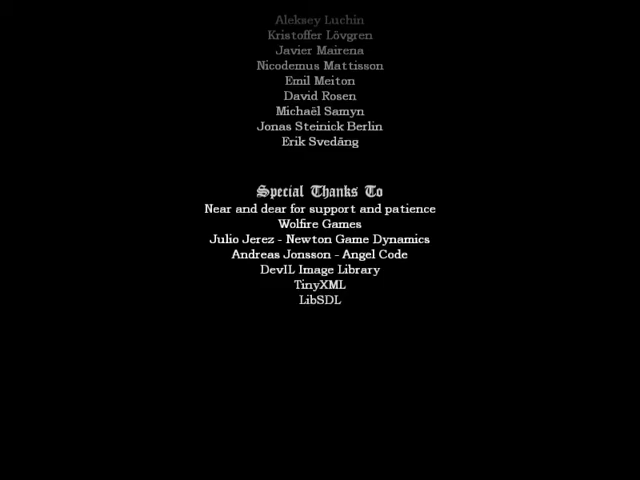 Aleksey Luchin
Kristoffer Lövgren
Javier Mairena
Nicodemus Mattisson
Emil Meiton
David Rosen
Michaël Samyn
Jonas Steinick Berlin
Erik Svedäng
Special Thanks To
Near and dear for support and patience
Wolfire Games
Julio Jerez - Newton Game Dynamics
Andreas Jonsson - Angel Code
DevIL Image Library
TinyXML
LibSDL